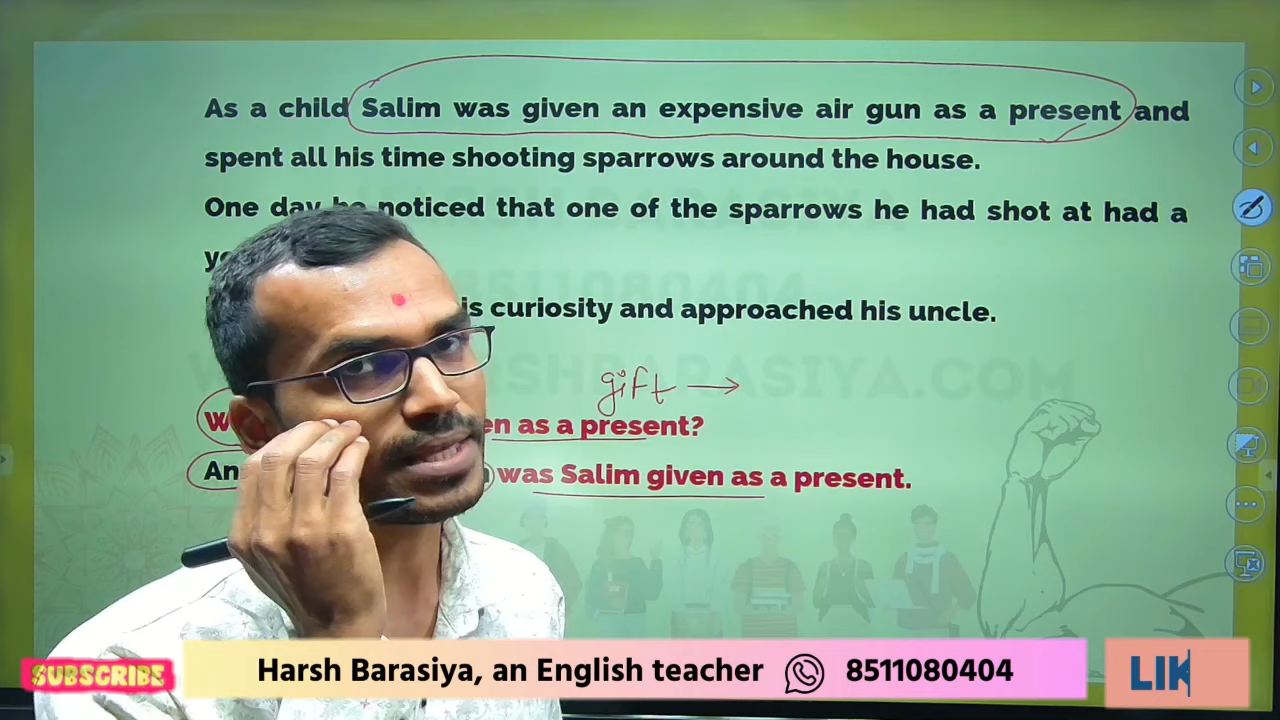 As a child Salim was given an expensive air gun as a present and
spent all his time shooting sparrows around the house.
One day he noticed that one of the sparrows he had shot at had a
is curiosity and approached his uncle.
gift →
en as a present?
An
was Salim given as a present.
SUBSCRIBE
Harsh Barasiya, an English teacher 8511080404
LIK